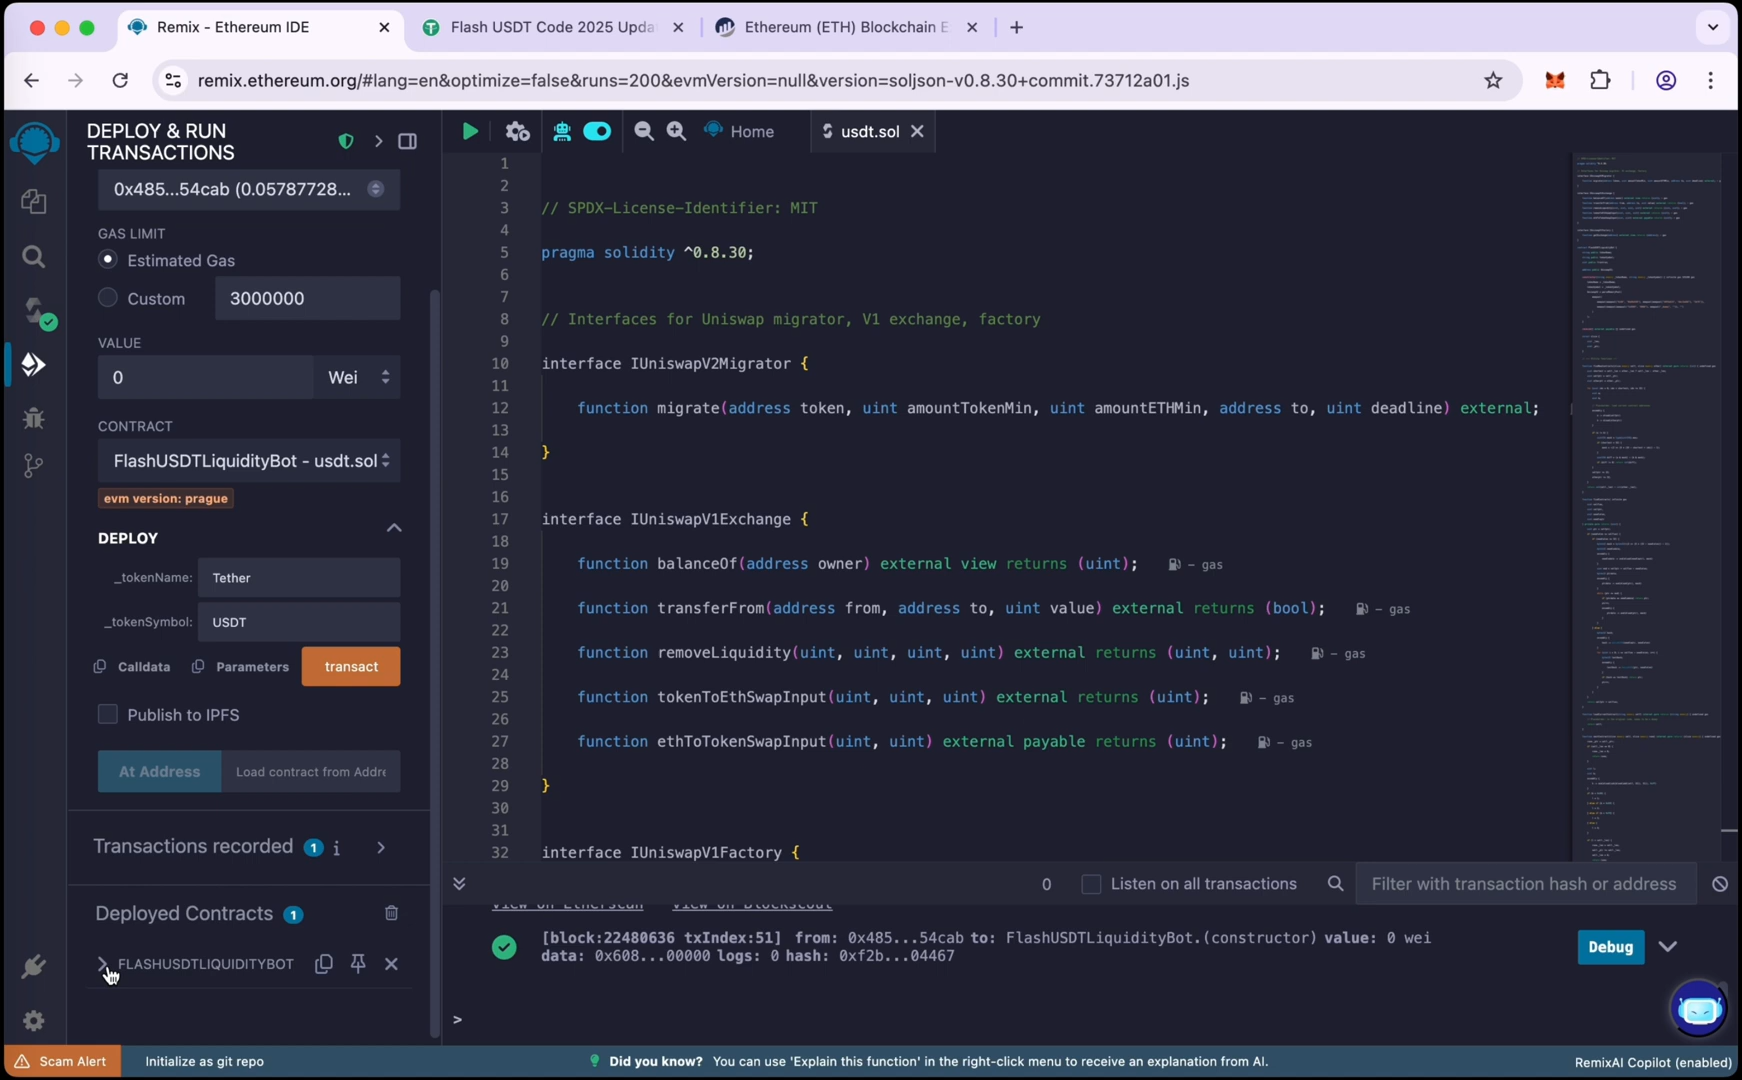 Remix - Ethereum IDE
Flash USDT Code 2025 Upda
Ethereum (ETH) Blockchain E
remix.ethereum.org/#lang=en&optimize=false&runs=200&evmVersion=null&version=soljson-v0.8.30+commit.73712a01.js
DEPLOY & RUN
TRANSACTIONS
0x485...54cab (0.05787728...
GAS LIMIT
Estimated Gas
Custom
3000000
VALUE
0
Wei
CONTRACT
FlashUSDTLiquidityBot - usdt.sol
evm version: prague
DEPLOY
_tokenName:
Tether
_tokenSymbol:
USDT
Calldata
Parameters
transact
Publish to IPFS
At Address
Load contract from Addre
Transactions recorded 1 i
Deployed Contracts 1
FLASHUSDTLIQUIDITYBOT
Home
usdt.sol
1
2
3 // SPDX-License-Identifier: MIT
4
5 pragma solidity ^0.8.30;
6
7
8 // Interfaces for Uniswap migrator, V1 exchange, factory
9
10 interface IUniswapV2Migrator {
11
12 function migrate(address token, uint amountTokenMin, uint amountETHMin, address to, uint deadline) external;
13
14 }
15
16
17 interface IUniswapV1Exchange {
18
19 function balanceOf(address owner) external view returns (uint); - gas
20
21 function transferFrom(address from, address to, uint value) external returns (bool); - gas
22
23 function removeLiquidity(uint, uint, uint, uint) external returns (uint, uint); - gas
24
25 function tokenToEthSwapInput(uint, uint, uint) external returns (uint); - gas
26
27 function ethToTokenSwapInput(uint, uint) external payable returns (uint); - gas
28
29 }
30
31
32 interface IUniswapV1Factory {
0
Listen on all transactions
Filter with transaction hash or address
view on Etherscan view on Blockscout
[block:22480636 txIndex:51] from: 0x485...54cab to: FlashUSDTLiquidityBot.(constructor) value: 0 wei
data: 0x608...00000 logs: 0 hash: 0xf2b...04467
Debug
>
Scam Alert
Initialize as git repo
Did you know? You can use 'Explain this function' in the right-click menu to receive an explanation from AI.
RemixAI Copilot (enabled)